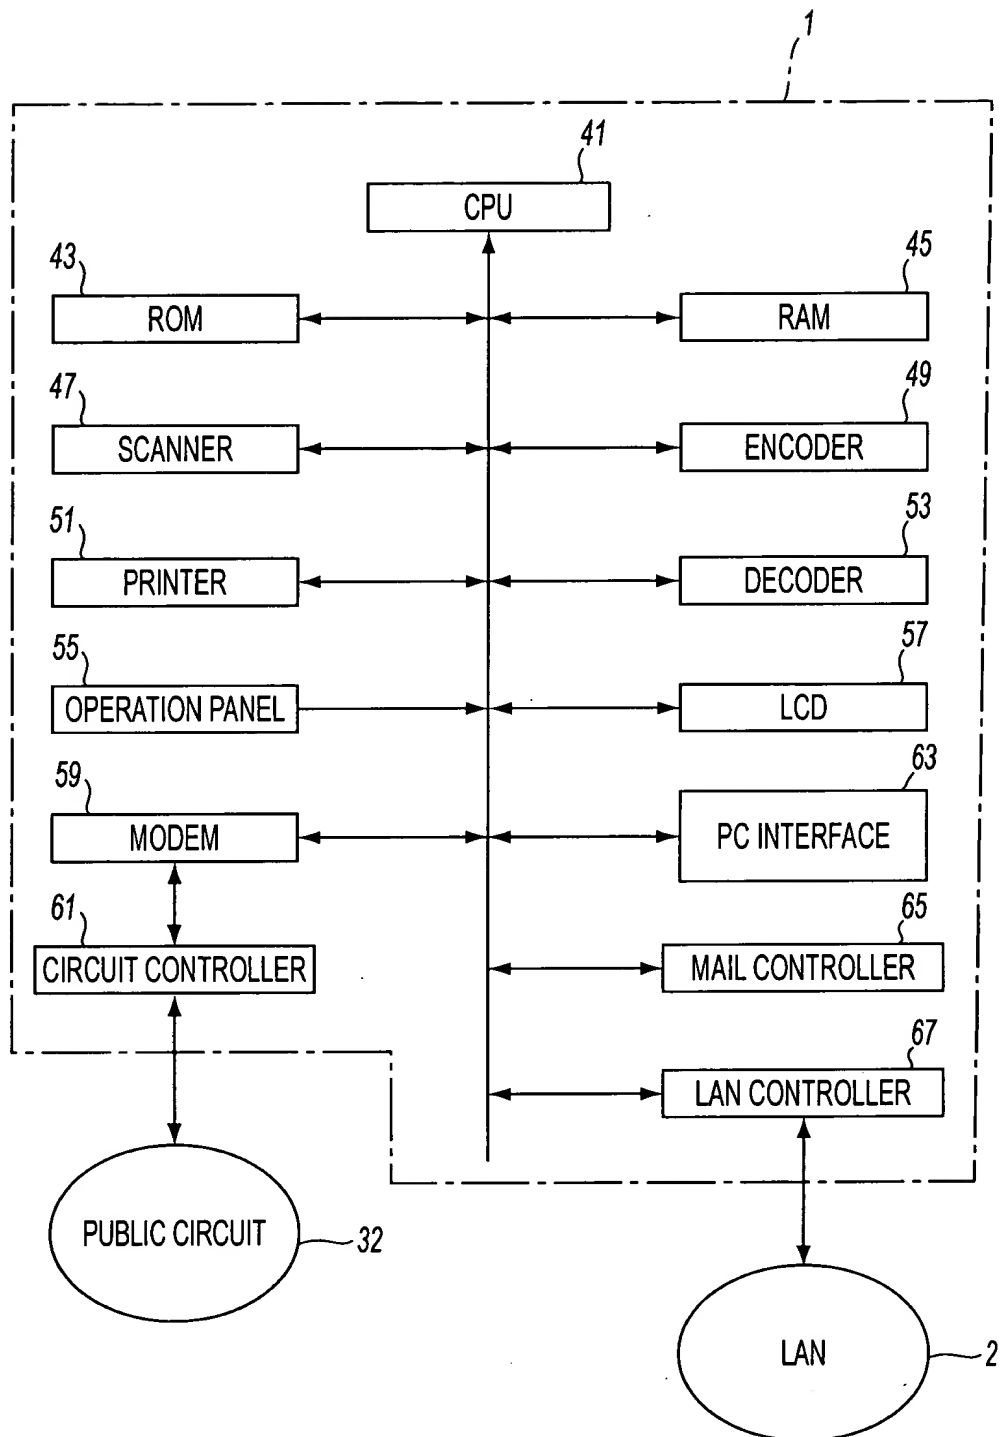 1
41
CPU
43
45
ROM
RAM
47
49
SCANNER
ENCODER
51
53
PRINTER
DECODER
55
57
OPERATION PANEL
LCD
59
63
MODEM
PC INTERFACE
61
65
CIRCUIT CONTROLLER
MAIL CONTROLLER
67
LAN CONTROLLER
PUBLIC CIRCUIT
32
LAN
2